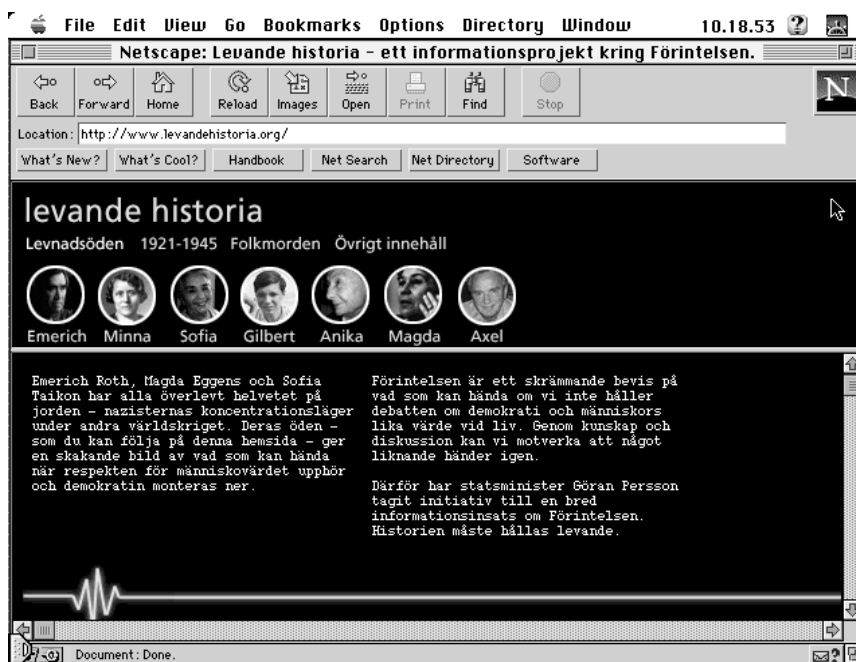 File Edit View Go Bookmarks Options Directory Window 10.18.53
Netscape: Levande historia – ett informationsprojekt kring Förintelsen.
Back Forward Home Reload Images Open Print Find Stop
N
Location: http://www.levandehistoria.org/
What's New? What's Cool? Handbook Net Search Net Directory Software
levande historia
Levnadsöden 1921-1945 Folkmorden Övrigt innehåll
Emerich Minna Sofia Gilbert Anika Magda Axel
Emerich Roth, Magda Eggens och Sofia
Taikon har alla överlevt helvetet på
jorden – nazisternas koncentrationsläger
under andra världskriget. Deras öden –
som du kan följa på denna hemsida – ger
en skakande bild av vad som kan hända
när respekten för människovärdet upphör
och demokratin monteras ner.
Förintelsen är ett skrämmande bevis på
vad som kan hända om vi inte håller
debatten om demokrati och människors
lika värde vid liv. Genom kunskap och
diskussion kan vi motverka att något
liknande händer igen.
Därför har statsminister Göran Persson
tagit initiativ till en bred
informationsinsats om Förintelsen.
Historien måste hållas levande.
Document: Done.